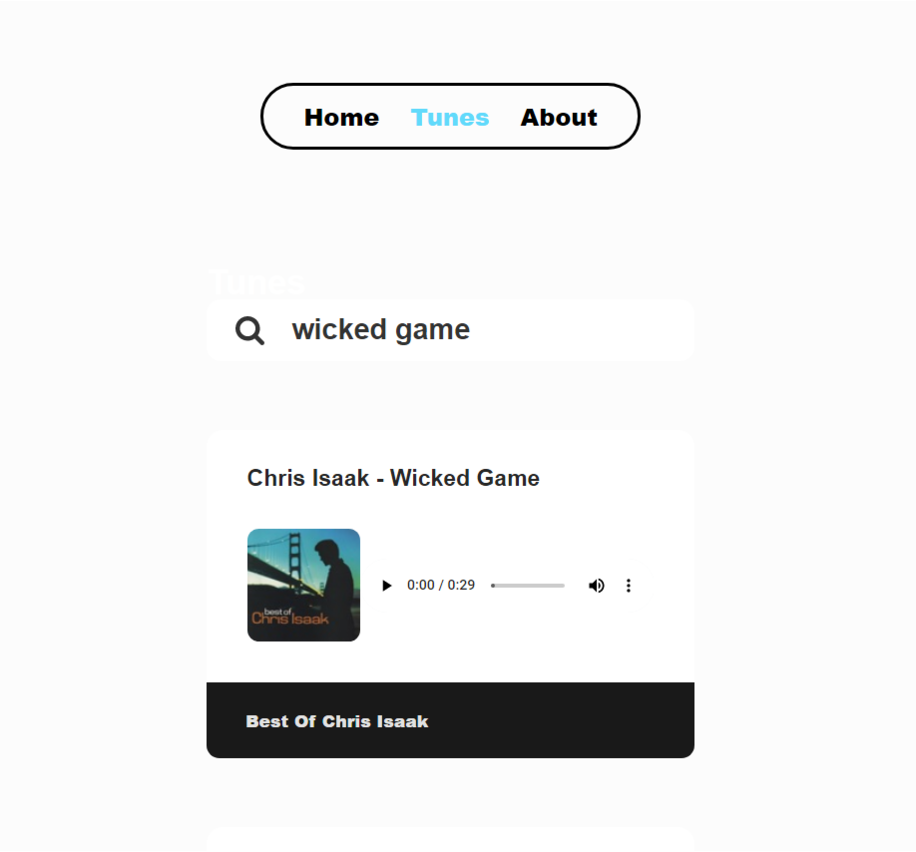 Home Tunes About
Tunes
wicked game
Chris Isaak - Wicked Game
best of
Chris Isaak
0:00 / 0:29
Best Of Chris Isaak